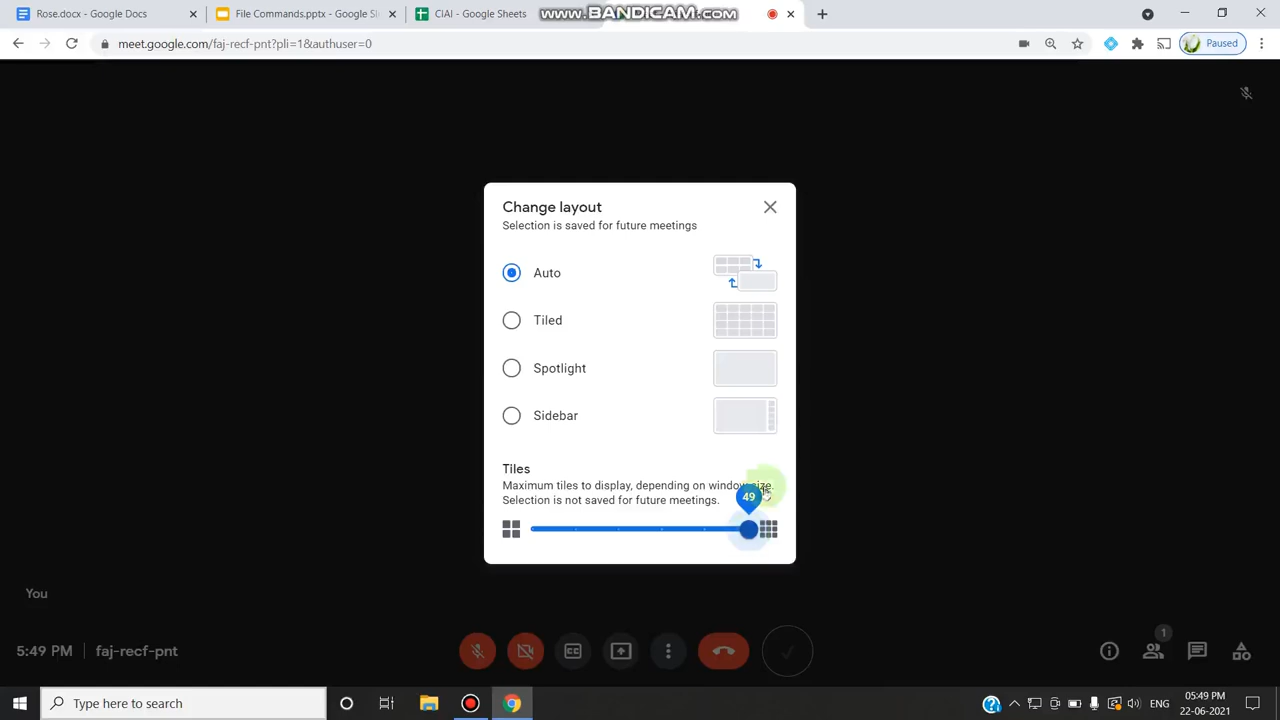 Rose.docx - Google Docs
File Commands.pptx - Google Sl
CIAL - Google Sheets
WWW.BANDICAM.COM
meet.google.com/faj-recf-pnt?pli=1&authuser=0
Paused
Change layout
Selection is saved for future meetings
Auto
Tiled
Spotlight
Sidebar
Tiles
Maximum tiles to display, depending on window size.
Selection is not saved for future meetings.
49
You
5:49 PM
faj-recf-pnt
1
Type here to search
ENG
05:49 PM
22-06-2021